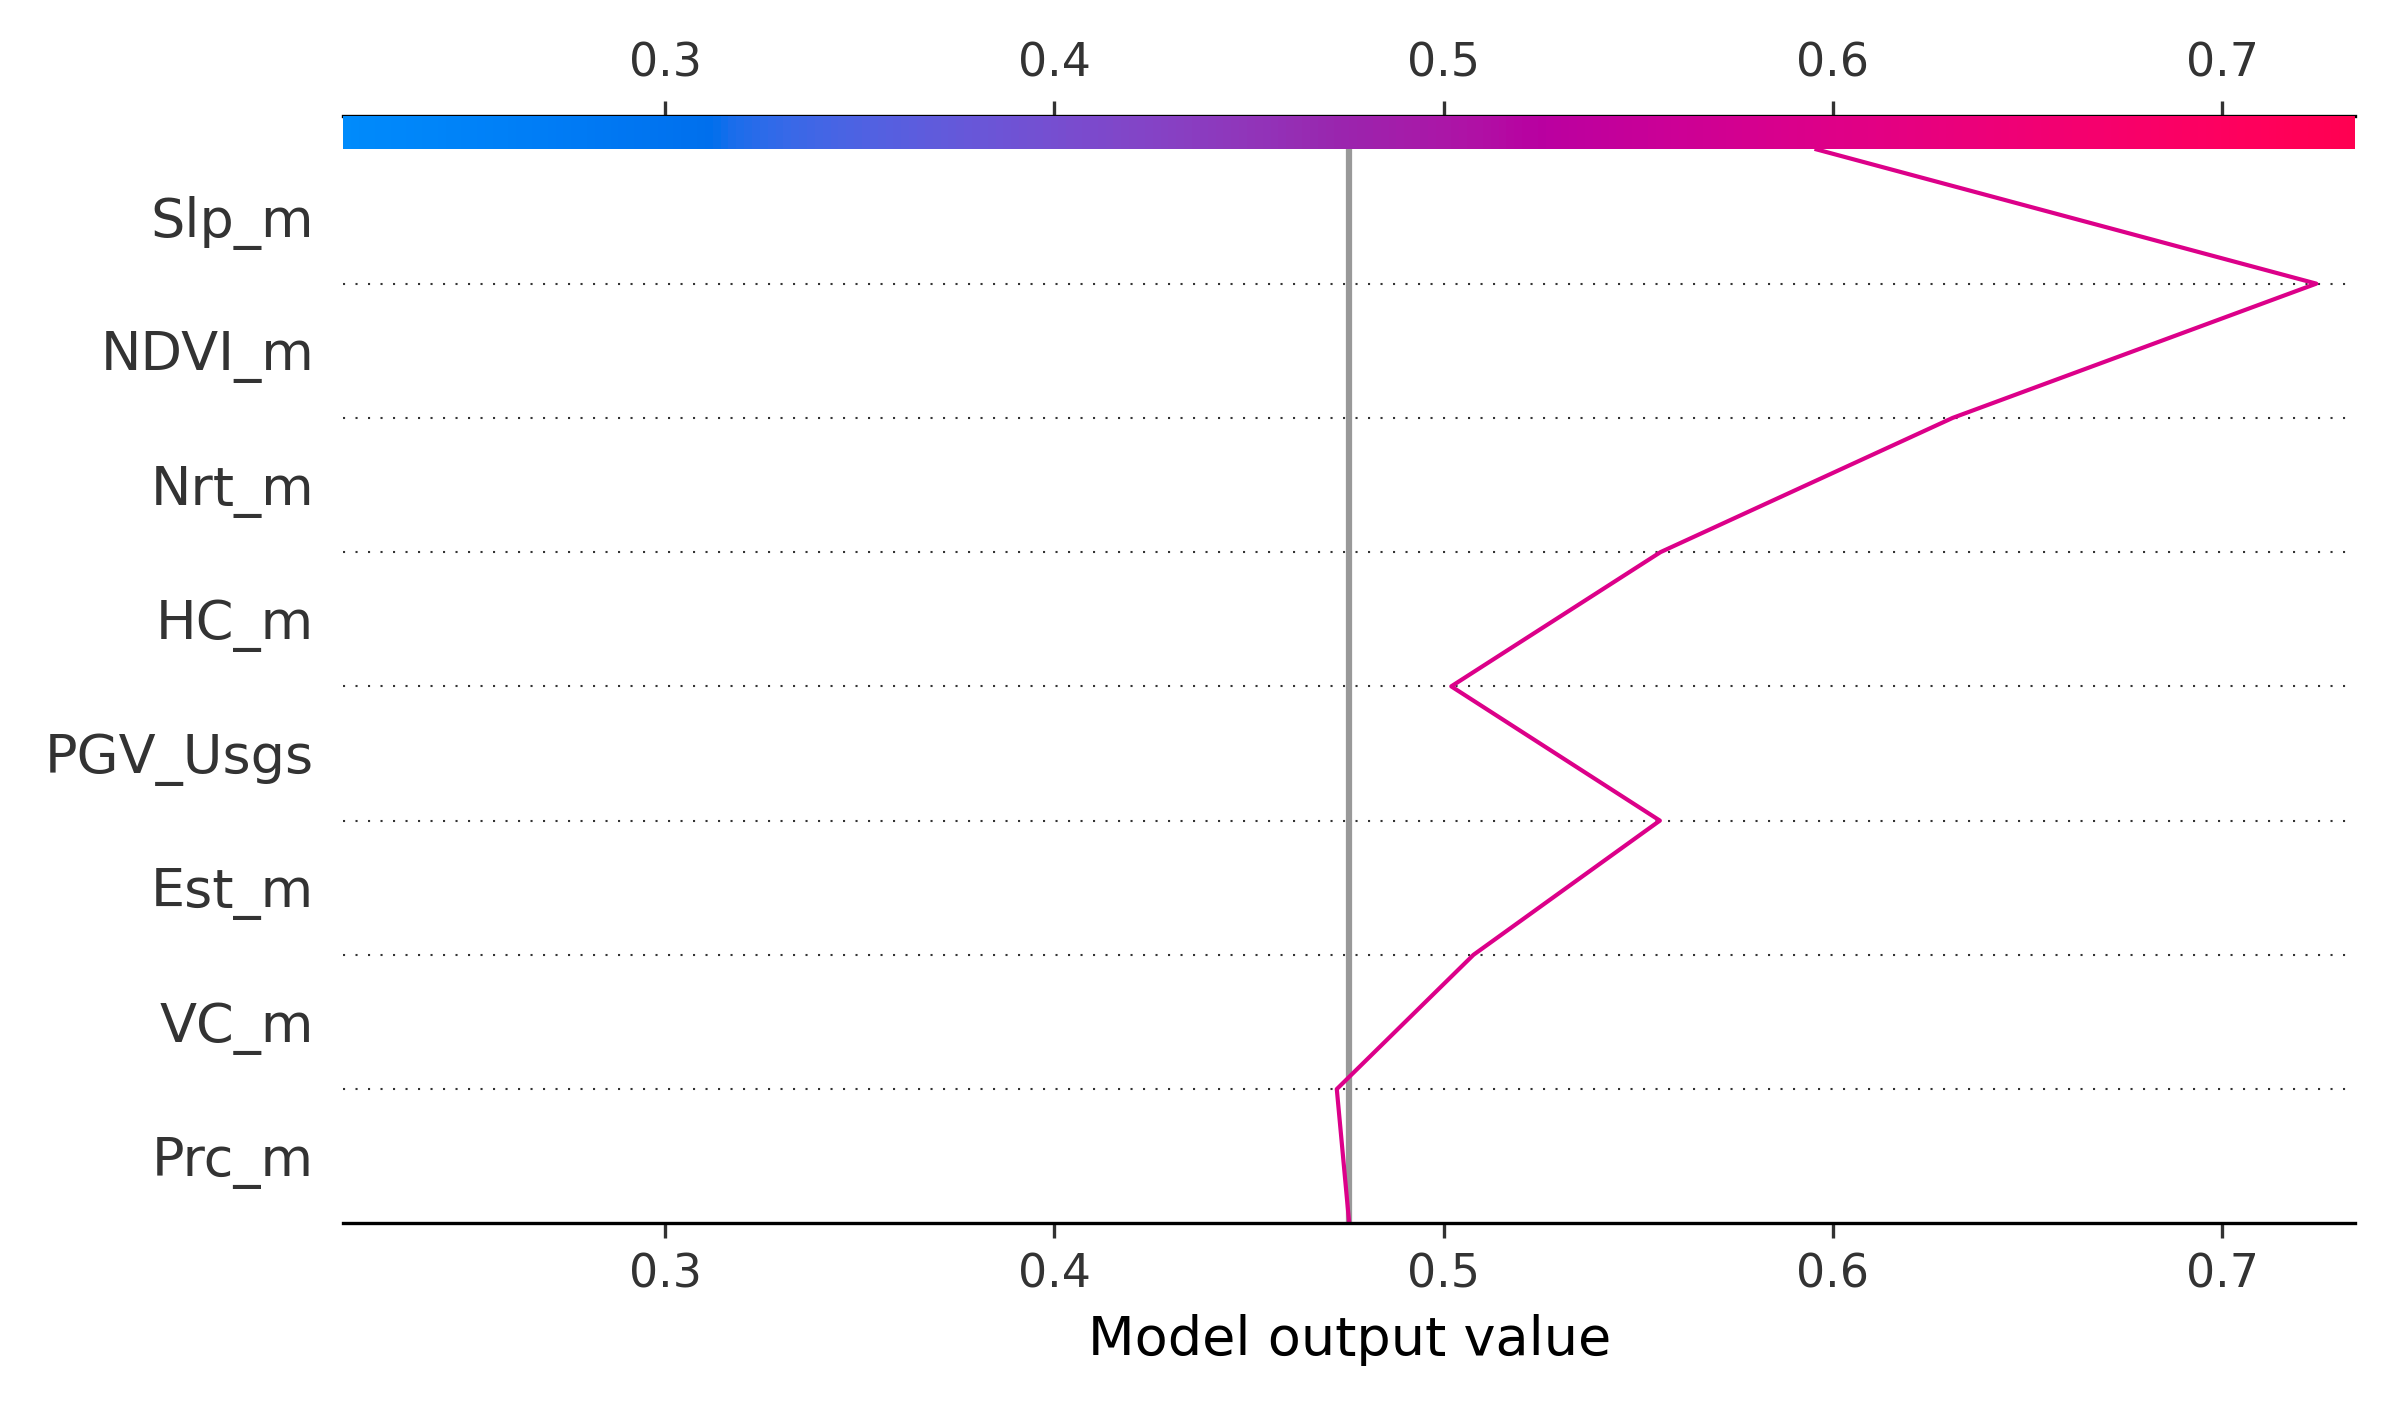 0.3 0.4 0.5 0.6 0.7
Slp_m
NDVI_m
Nrt_m
HC_m
PGV_Usgs
Est_m
VC_m
Prc_m
0.3 0.4 0.5 0.6 0.7
Model output value